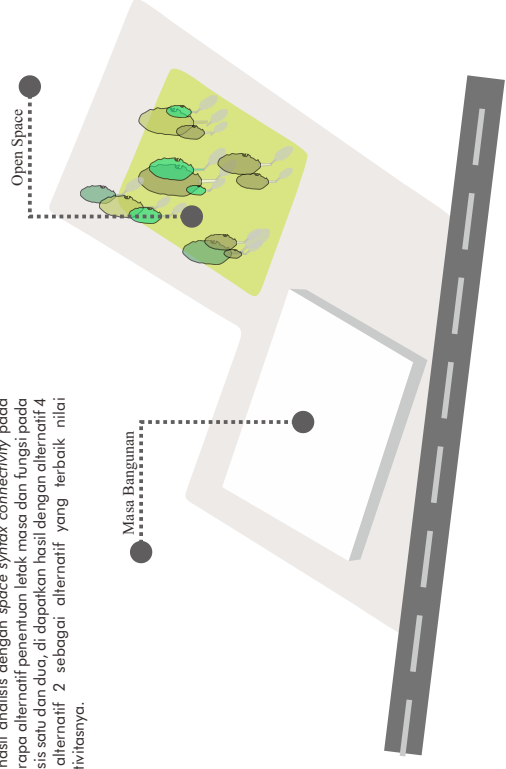 hasil analisis dengan space syntax connectivity pada
rapa alternatif penentuan letak masa dan fungsi pada
sis satu dan dua, di dapatkan hasil dengan alternatif 4
alternatif 2 sebagai alternatif yang terbaik nilai
tivitasnya.
Masa Bangunan
Open Space